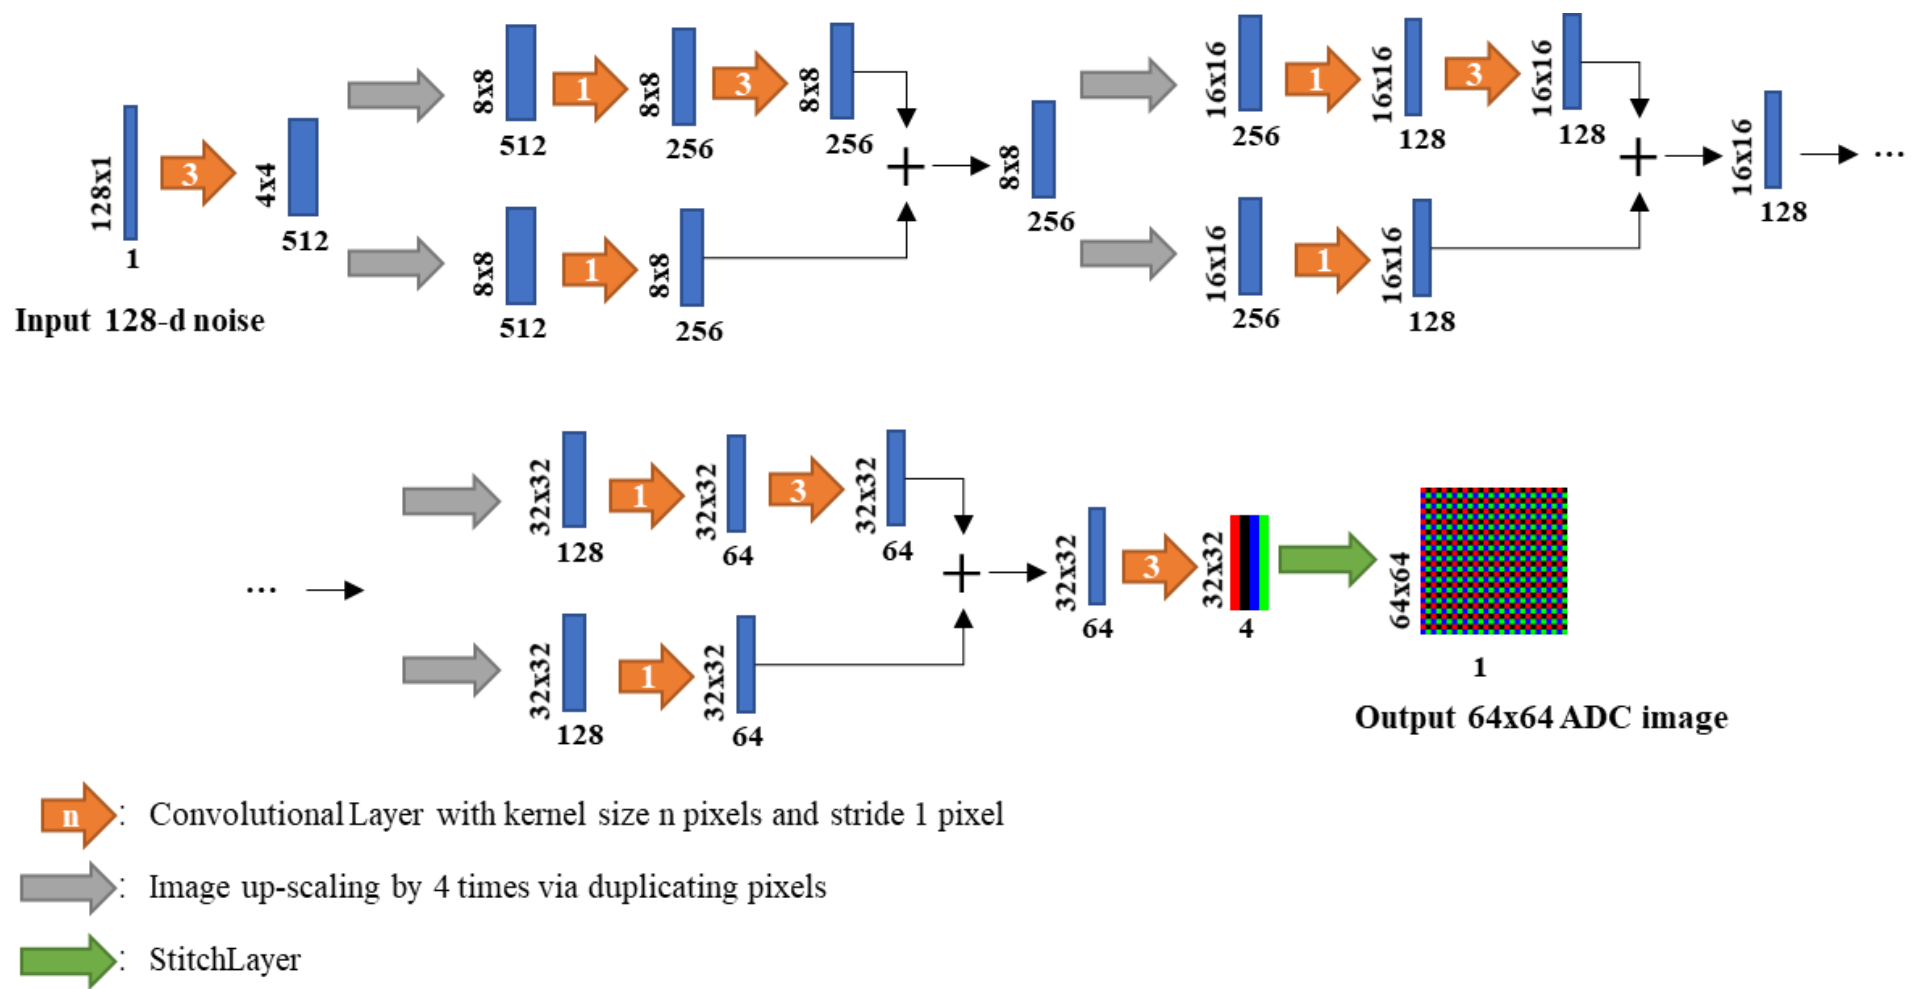 128x1
1
3
4x4
512
Input 128-d noise
8x8
512
1
8x8
256
3
8x8
256
8x8
512
1
8x8
256
+
8x8
256
16x16
256
1
16x16
128
3
16x16
128
16x16
256
1
16x16
128
+
16x16
128
...
...
32x32
128
1
32x32
64
3
32x32
64
32x32
128
1
32x32
64
+
32x32
64
3
32x32
4
64x64
1
Output 64x64 ADC image
n : Convolutional Layer with kernel size n pixels and stride 1 pixel
: Image up-scaling by 4 times via duplicating pixels
: StitchLayer